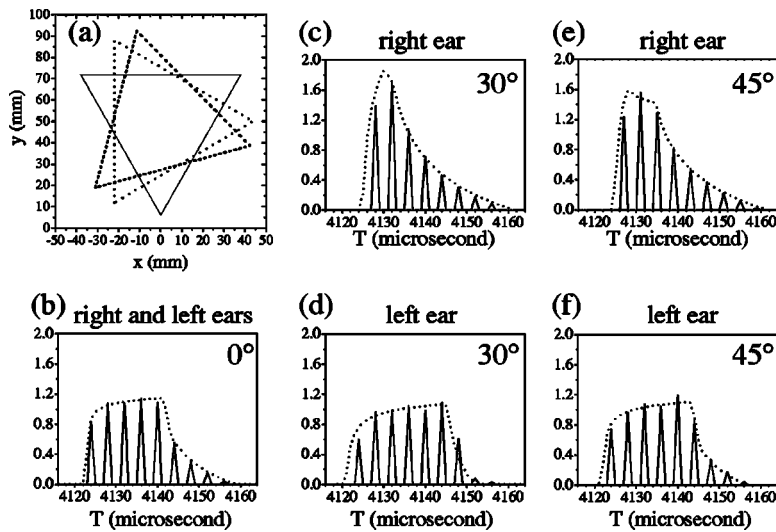 (a)
100
90
80
70
60
50
40
30
20
10
0
y (mm)
-50 -40 -30 -20 -10 0 10 20 30 40 50
x (mm)
(c) right ear
30°
2.0
1.6
1.2
0.8
0.4
0.0
4120 4130 4140 4150 4160
T (microsecond)
(e) right ear
45°
2.0
1.6
1.2
0.8
0.4
0.0
4120 4130 4140 4150 4160
T (microsecond)
(b) right and left ears
0°
2.0
1.6
1.2
0.8
0.4
0.0
4120 4130 4140 4150 4160
T (microsecond)
(d) left ear
30°
2.0
1.6
1.2
0.8
0.4
0.0
4120 4130 4140 4150 4160
T (microsecond)
(f) left ear
45°
2.0
1.6
1.2
0.8
0.4
0.0
4120 4130 4140 4150 4160
T (microsecond)